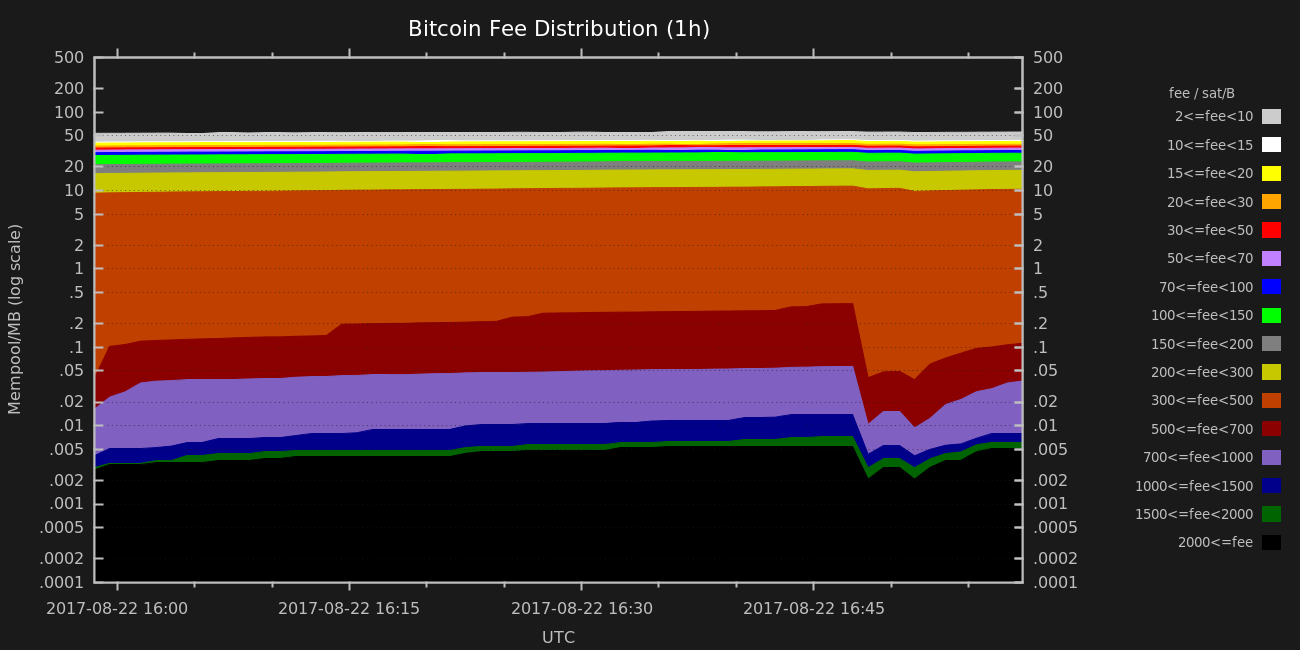 Bitcoin Fee Distribution (1h)
Mempool/MB (log scale)
500
200
100
50
20
10
5
2
1
.5
.2
.1
.05
.02
.01
.005
.002
.001
.0005
.0002
.0001
500
200
100
50
20
10
5
2
1
.5
.2
.1
.05
.02
.01
.005
.002
.001
.0005
.0002
.0001
2017-08-22 16:00 2017-08-22 16:15 2017-08-22 16:30 2017-08-22 16:45
UTC
fee / sat/B
2<=fee<10
10<=fee<15
15<=fee<20
20<=fee<30
30<=fee<50
50<=fee<70
70<=fee<100
100<=fee<150
150<=fee<200
200<=fee<300
300<=fee<500
500<=fee<700
700<=fee<1000
1000<=fee<1500
1500<=fee<2000
2000<=fee